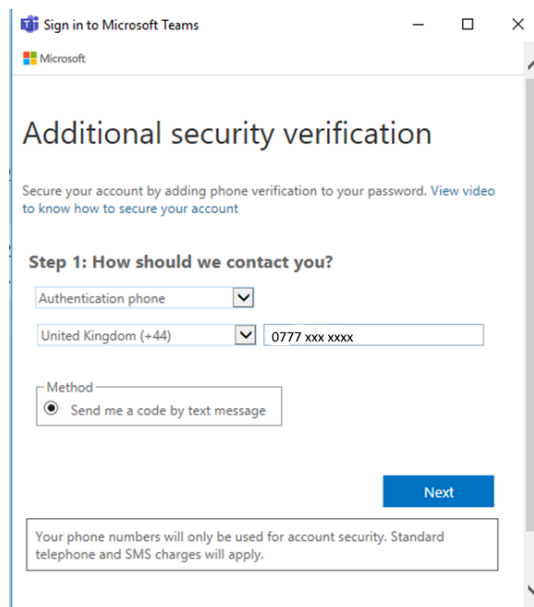 Sign in to Microsoft Teams
Microsoft
Additional security verification
Secure your account by adding phone verification to your password. View video
to know how to secure your account
Step 1: How should we contact you?
Authentication phone
United Kingdom (+44) 0777 xxx xxxx
Method
Send me a code by text message
Next
Your phone numbers will only be used for account security. Standard
telephone and SMS charges will apply.